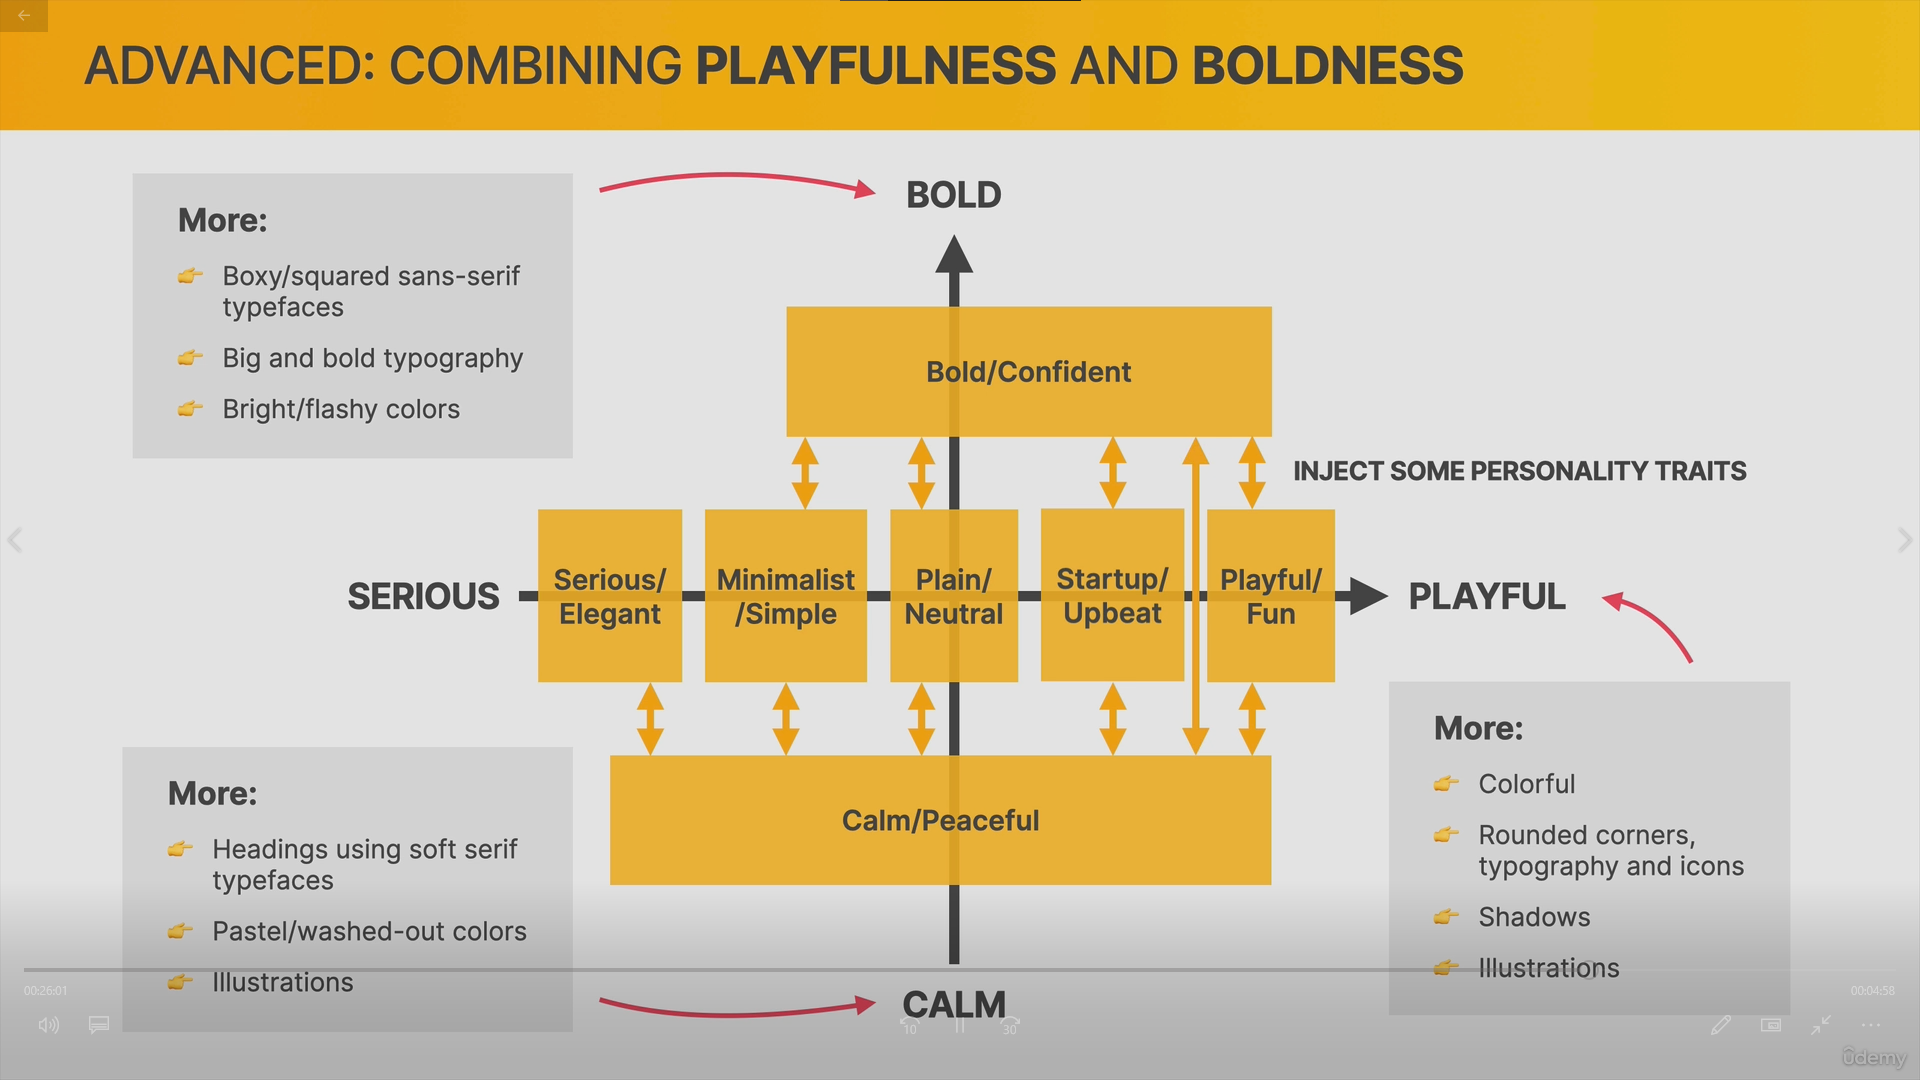 ADVANCED: COMBINING PLAYFULNESS AND BOLDNESS
More:
Boxy/squared sans-serif
typefaces
Big and bold typography
Bright/flashy colors
BOLD
Bold/Confident
INJECT SOME PERSONALITY TRAITS
SERIOUS
Serious/
Elegant
Minimalist
/Simple
Plain/
Neutral
Startup/
Upbeat
Playful/
Fun
PLAYFUL
Calm/Peaceful
More:
Headings using soft serif
typefaces
Pastel/washed-out colors
Illustrations
CALM
More:
Colorful
Rounded corners,
typography and icons
Shadows
Illustrations
00:26:01
00:04:58
10
30
ûdemy